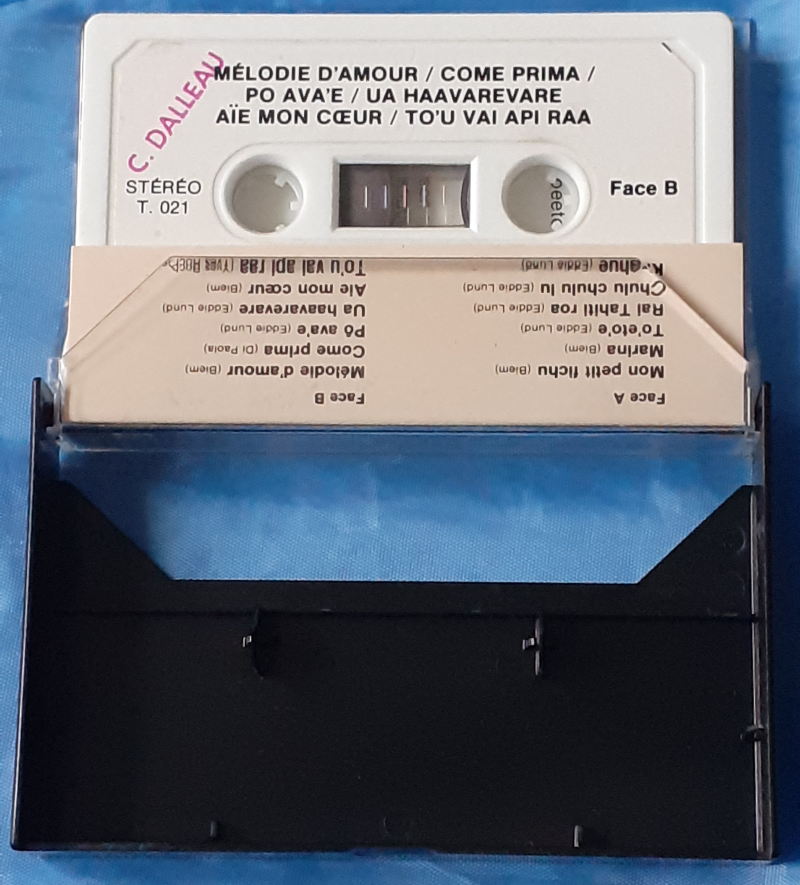 C. DALLEAU
MÉLODIE D'AMOUR / COME PRIMA /
PO AVA'E / UA HAAVAREVARE
AÏE MON CŒUR / TO'U VAI API RAA
STÉRÉO
T. 021
Face B
Face A
Mon petit fichu (Biem)
Marina (Biem)
To'eto'e (Eddie Lund)
Rai Tahiti roa (Eddie Lund)
Chulu chulu lu (Eddie Lund)
(Eddie Lund)
Face B
Mélodie d'amour (Biem)
Come prima (Di Paola)
Pô ava'e (Eddie Lund)
Ua haavarevare (Eddie Lund)
Aïe mon cœur (Biem)
To'u vai api raa (Yves